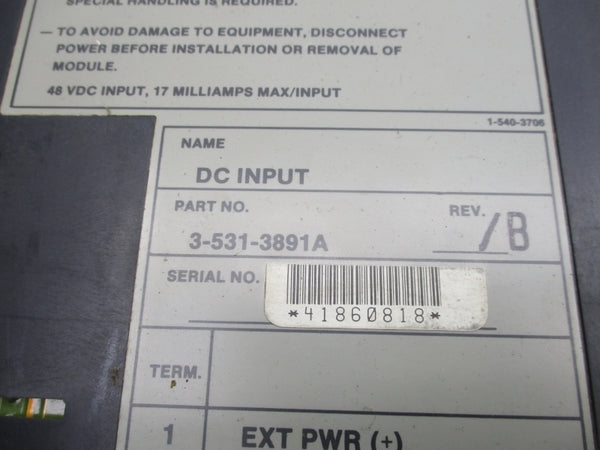 SPECIAL HANDLING IS REQUIRED.
— TO AVOID DAMAGE TO EQUIPMENT, DISCONNECT
POWER BEFORE INSTALLATION OR REMOVAL OF
MODULE.
48 VDC INPUT, 17 MILLIAMPS MAX/INPUT
1-540-3706
NAME
DC INPUT
PART NO.
3-531-3891A
REV.
/B
SERIAL NO.
*41860818*
TERM.
1
EXT PWR (+)